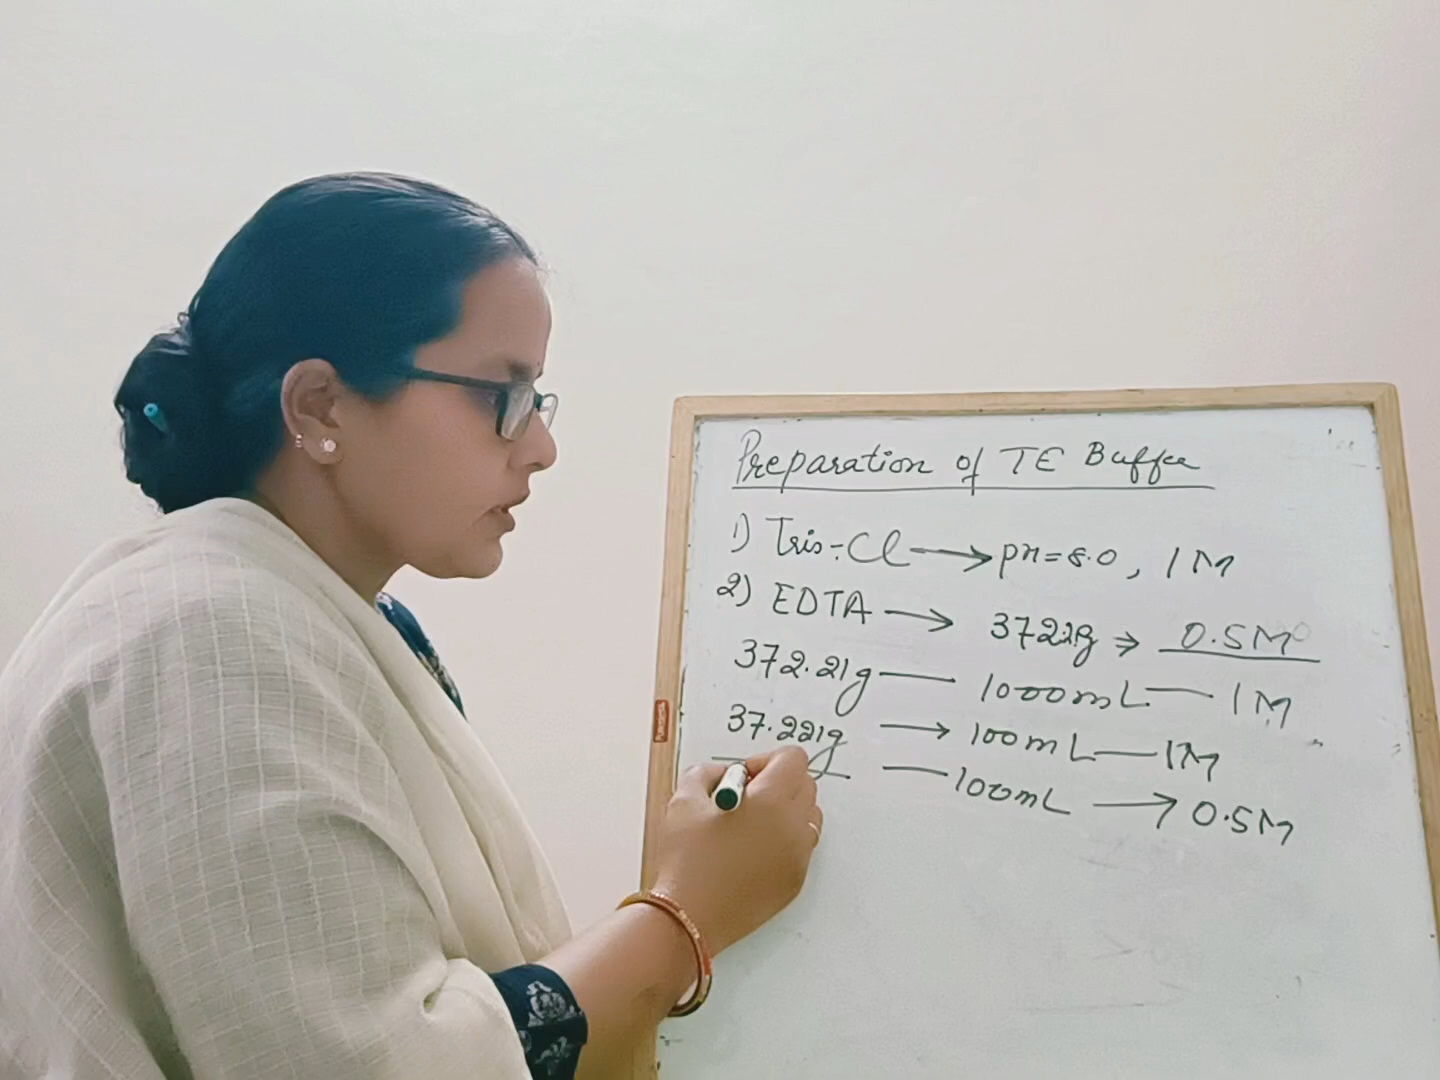 Preparation of TE Buffer
1) Tris-Cl → pH=8.0, 1M
2) EDTA → 372.21g ⇒ 0.5M
372.21g — 1000mL — 1M
37.221g → 100mL — 1M
— 100mL → 0.5M